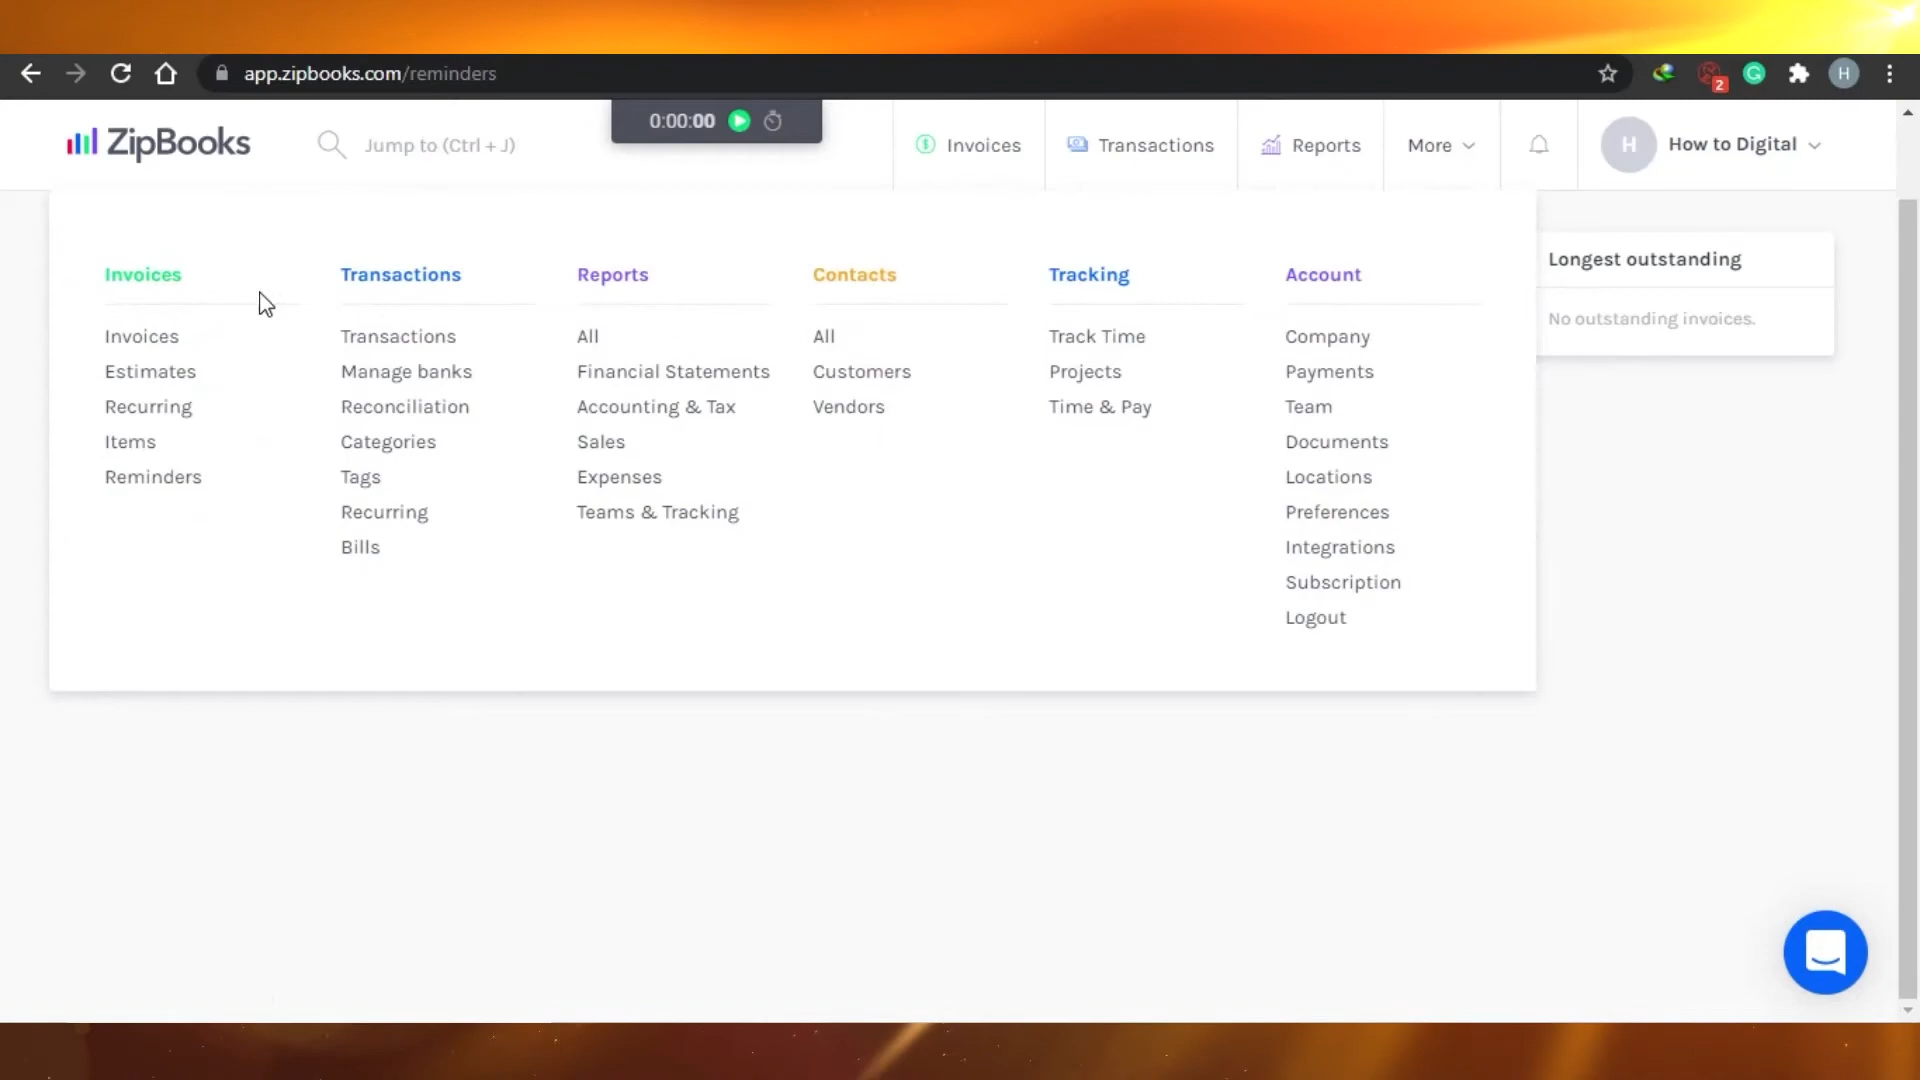 app.zipbooks.com/reminders
2
H
ZipBooks
Jump to (Ctrl + J)
0:00:00
Invoices
Transactions
Reports
More
H
How to Digital
Invoices
Invoices
Estimates
Recurring
Items
Reminders
Transactions
Transactions
Manage banks
Reconciliation
Categories
Tags
Recurring
Bills
Reports
All
Financial Statements
Accounting & Tax
Sales
Expenses
Teams & Tracking
Contacts
All
Customers
Vendors
Tracking
Track Time
Projects
Time & Pay
Account
Company
Payments
Team
Documents
Locations
Preferences
Integrations
Subscription
Logout
Longest outstanding
No outstanding invoices.